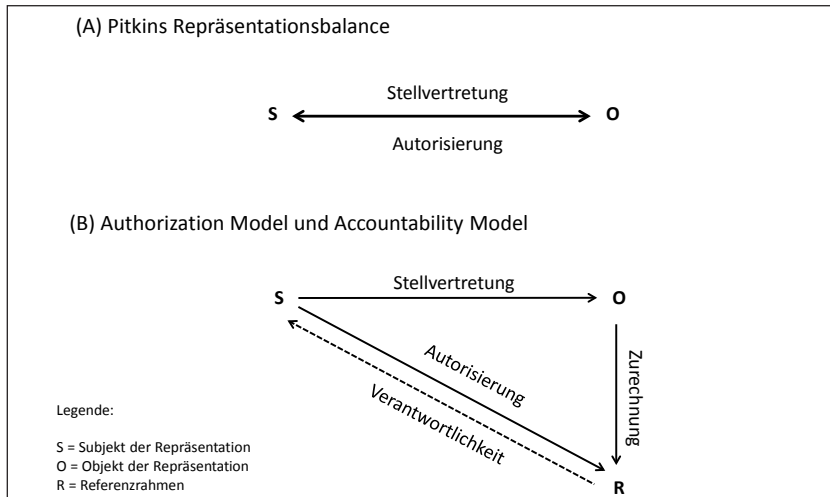 (A) Pitkins Repräsentationsbalance
Stellvertretung
S O
Autorisierung
(B) Authorization Model und Accountability Model
Stellvertretung
S O
Autorisierung
Zurechnung
Verantwortlichkeit
Legende:
S = Subjekt der Repräsentation
O = Objekt der Repräsentation
R = Referenzrahmen
R